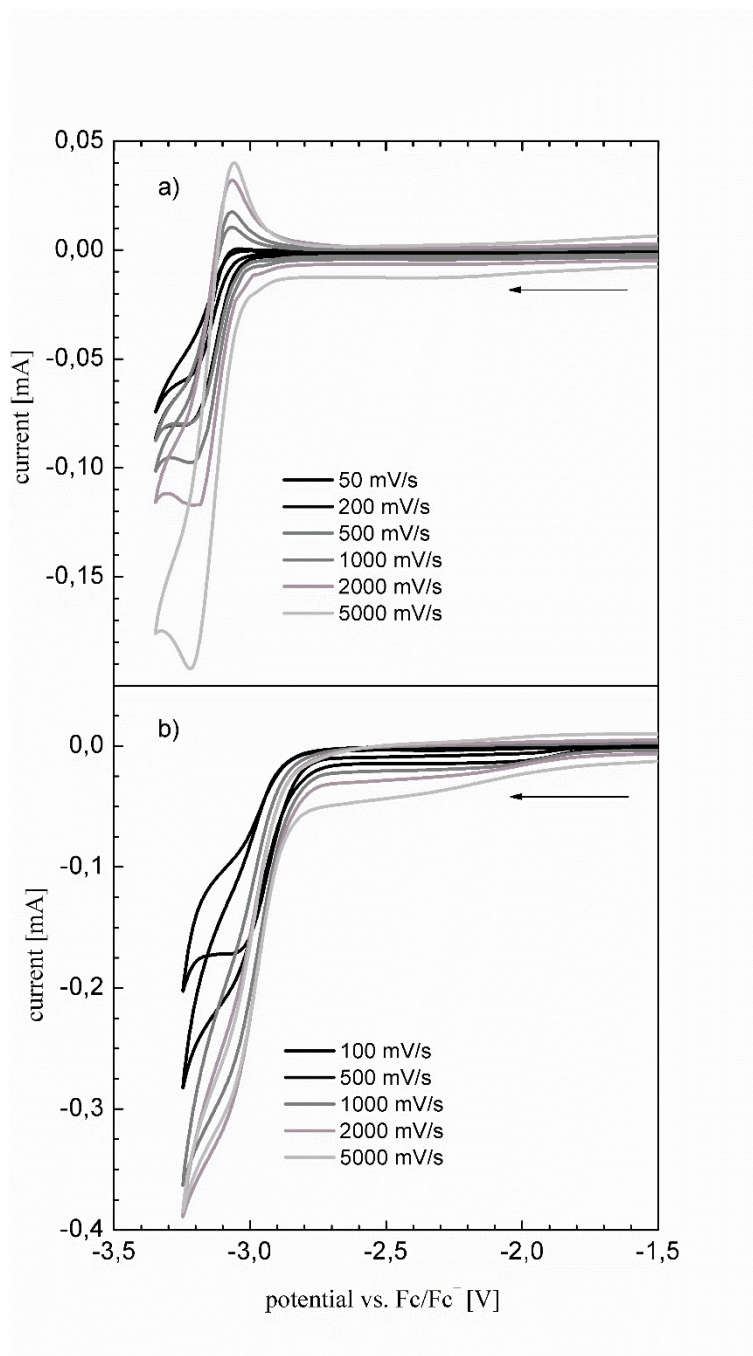 0,05
a)
0,00
-0,05
-0,10
-0,15
current [mA]
50 mV/s
200 mV/s
500 mV/s
1000 mV/s
2000 mV/s
5000 mV/s
b)
0,0
-0,1
-0,2
-0,3
-0,4
current [mA]
100 mV/s
500 mV/s
1000 mV/s
2000 mV/s
5000 mV/s
-3,5 -3,0 -2,5 -2,0 -1,5
potential vs. Fc/Fc⁻ [V]